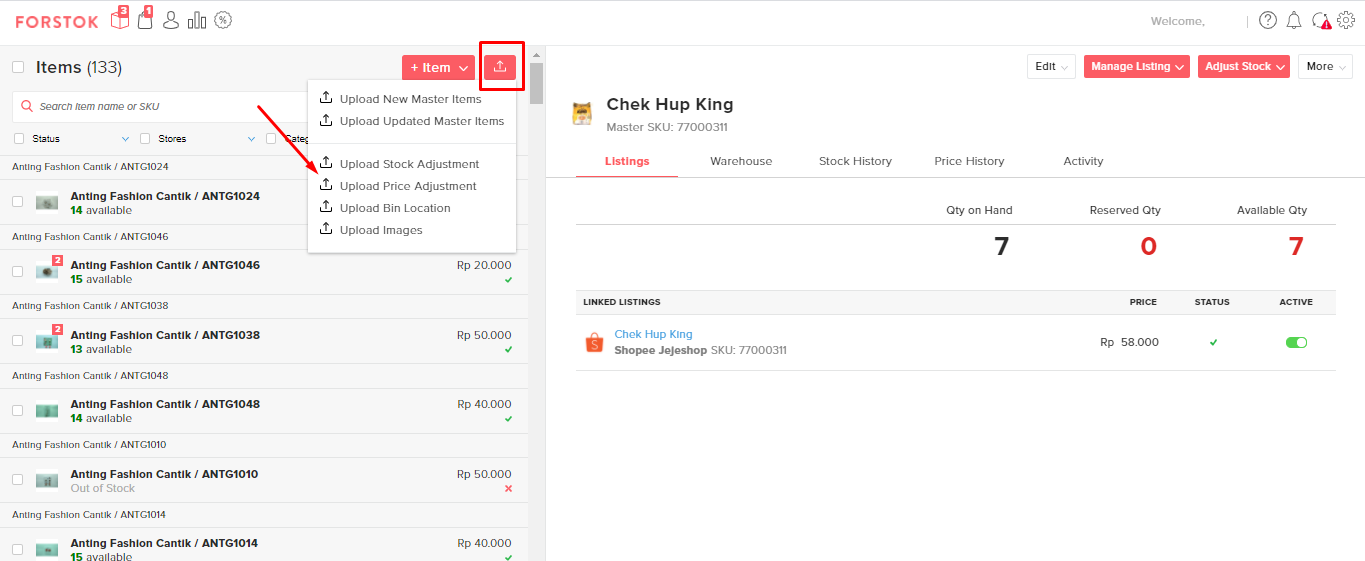 FORSTOK
3
1
Welcome,
Items (133)
+ Item
Search Item name or SKU
Status
Stores
Upload New Master Items
Upload Updated Master Items
Upload Stock Adjustment
Upload Price Adjustment
Upload Bin Location
Upload Images
Anting Fashion Cantik / ANTG1024
Anting Fashion Cantik / ANTG1024
14 available
Anting Fashion Cantik / ANTG1046
2
Anting Fashion Cantik / ANTG1046
Rp 20.000
15 available
Anting Fashion Cantik / ANTG1038
2
Anting Fashion Cantik / ANTG1038
Rp 50.000
13 available
Anting Fashion Cantik / ANTG1048
Anting Fashion Cantik / ANTG1048
Rp 40.000
14 available
Anting Fashion Cantik / ANTG1010
Anting Fashion Cantik / ANTG1010
Rp 50.000
Out of Stock
Anting Fashion Cantik / ANTG1014
Anting Fashion Cantik / ANTG1014
Rp 40.000
15 available
Edit
Manage Listing
Adjust Stock
More
Chek Hup King
Master SKU: 77000311
Listings
Warehouse
Stock History
Price History
Activity
Qty on Hand
Reserved Qty
Available Qty
7
0
7
LINKED LISTINGS
PRICE
STATUS
ACTIVE
Chek Hup King
Shopee Jejeshop SKU: 77000311
Rp 58.000